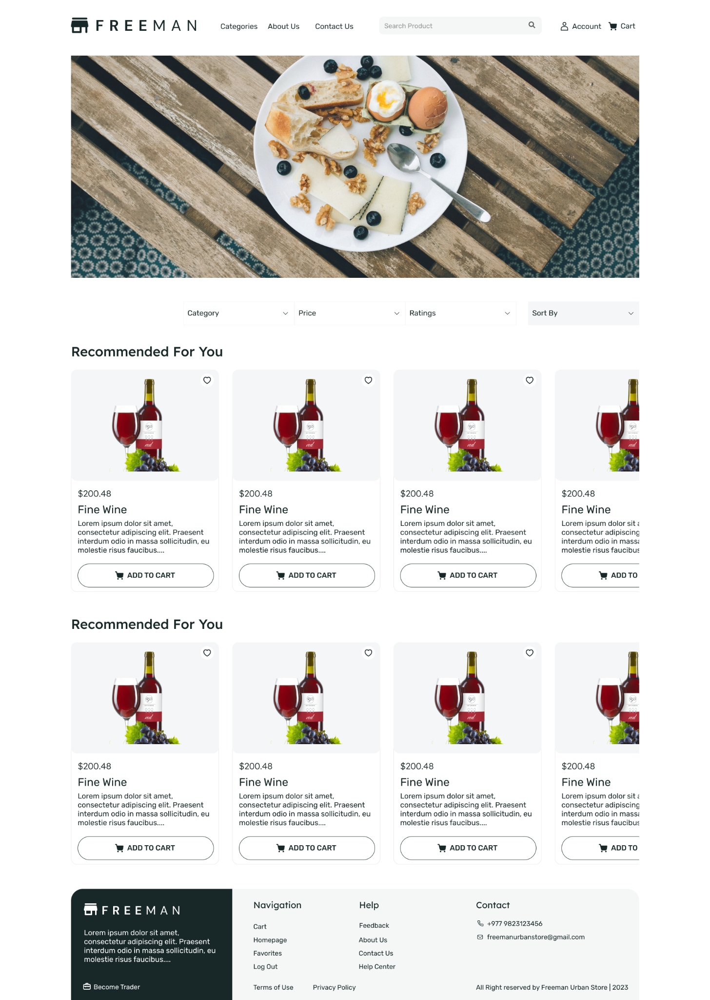 FREEMAN
Categories About Us Contact Us
Search Product
Account Cart
Category Price Ratings Sort By
Recommended For You
red red red red
$200.48 $200.48 $200.48 $200.48
Fine Wine Fine Wine Fine Wine Fine Wine
Lorem ipsum dolor sit amet, Lorem ipsum dolor sit amet, Lorem ipsum dolor sit amet, Lorem ipsum dolor sit
consectetur adipiscing elit. Praesent consectetur adipiscing elit. Praesent consectetur adipiscing elit. Praesent consectetur adipiscing
interdum odio in massa sollicitudin, eu interdum odio in massa sollicitudin, eu interdum odio in massa sollicitudin, eu interdum odio in massa
molestie risus faucibus.... molestie risus faucibus.... molestie risus faucibus.... molestie risus faucibus
ADD TO CART ADD TO CART ADD TO CART ADD TO
Recommended For You
red red red red
$200.48 $200.48 $200.48 $200.48
Fine Wine Fine Wine Fine Wine Fine Wine
Lorem ipsum dolor sit amet, Lorem ipsum dolor sit amet, Lorem ipsum dolor sit amet, Lorem ipsum dolor sit
consectetur adipiscing elit. Praesent consectetur adipiscing elit. Praesent consectetur adipiscing elit. Praesent consectetur adipiscing
interdum odio in massa sollicitudin, eu interdum odio in massa sollicitudin, eu interdum odio in massa sollicitudin, eu interdum odio in massa
molestie risus faucibus.... molestie risus faucibus.... molestie risus faucibus.... molestie risus faucibus
ADD TO CART ADD TO CART ADD TO CART ADD TO
FREEMAN
Lorem ipsum dolor sit amet,
consectetur adipiscing elit. Praesent
interdum odio in massa sollicitudin, eu
molestie risus faucibus....
Become Trader
Navigation
Cart
Homepage
Favorites
Log Out
Help
Feedback
About Us
Contact Us
Help Center
Contact
+977 9823123456
freemanurbanstore@gmail.com
Terms of Use Privacy Policy
All Right reserved by Freeman Urban Store | 2023